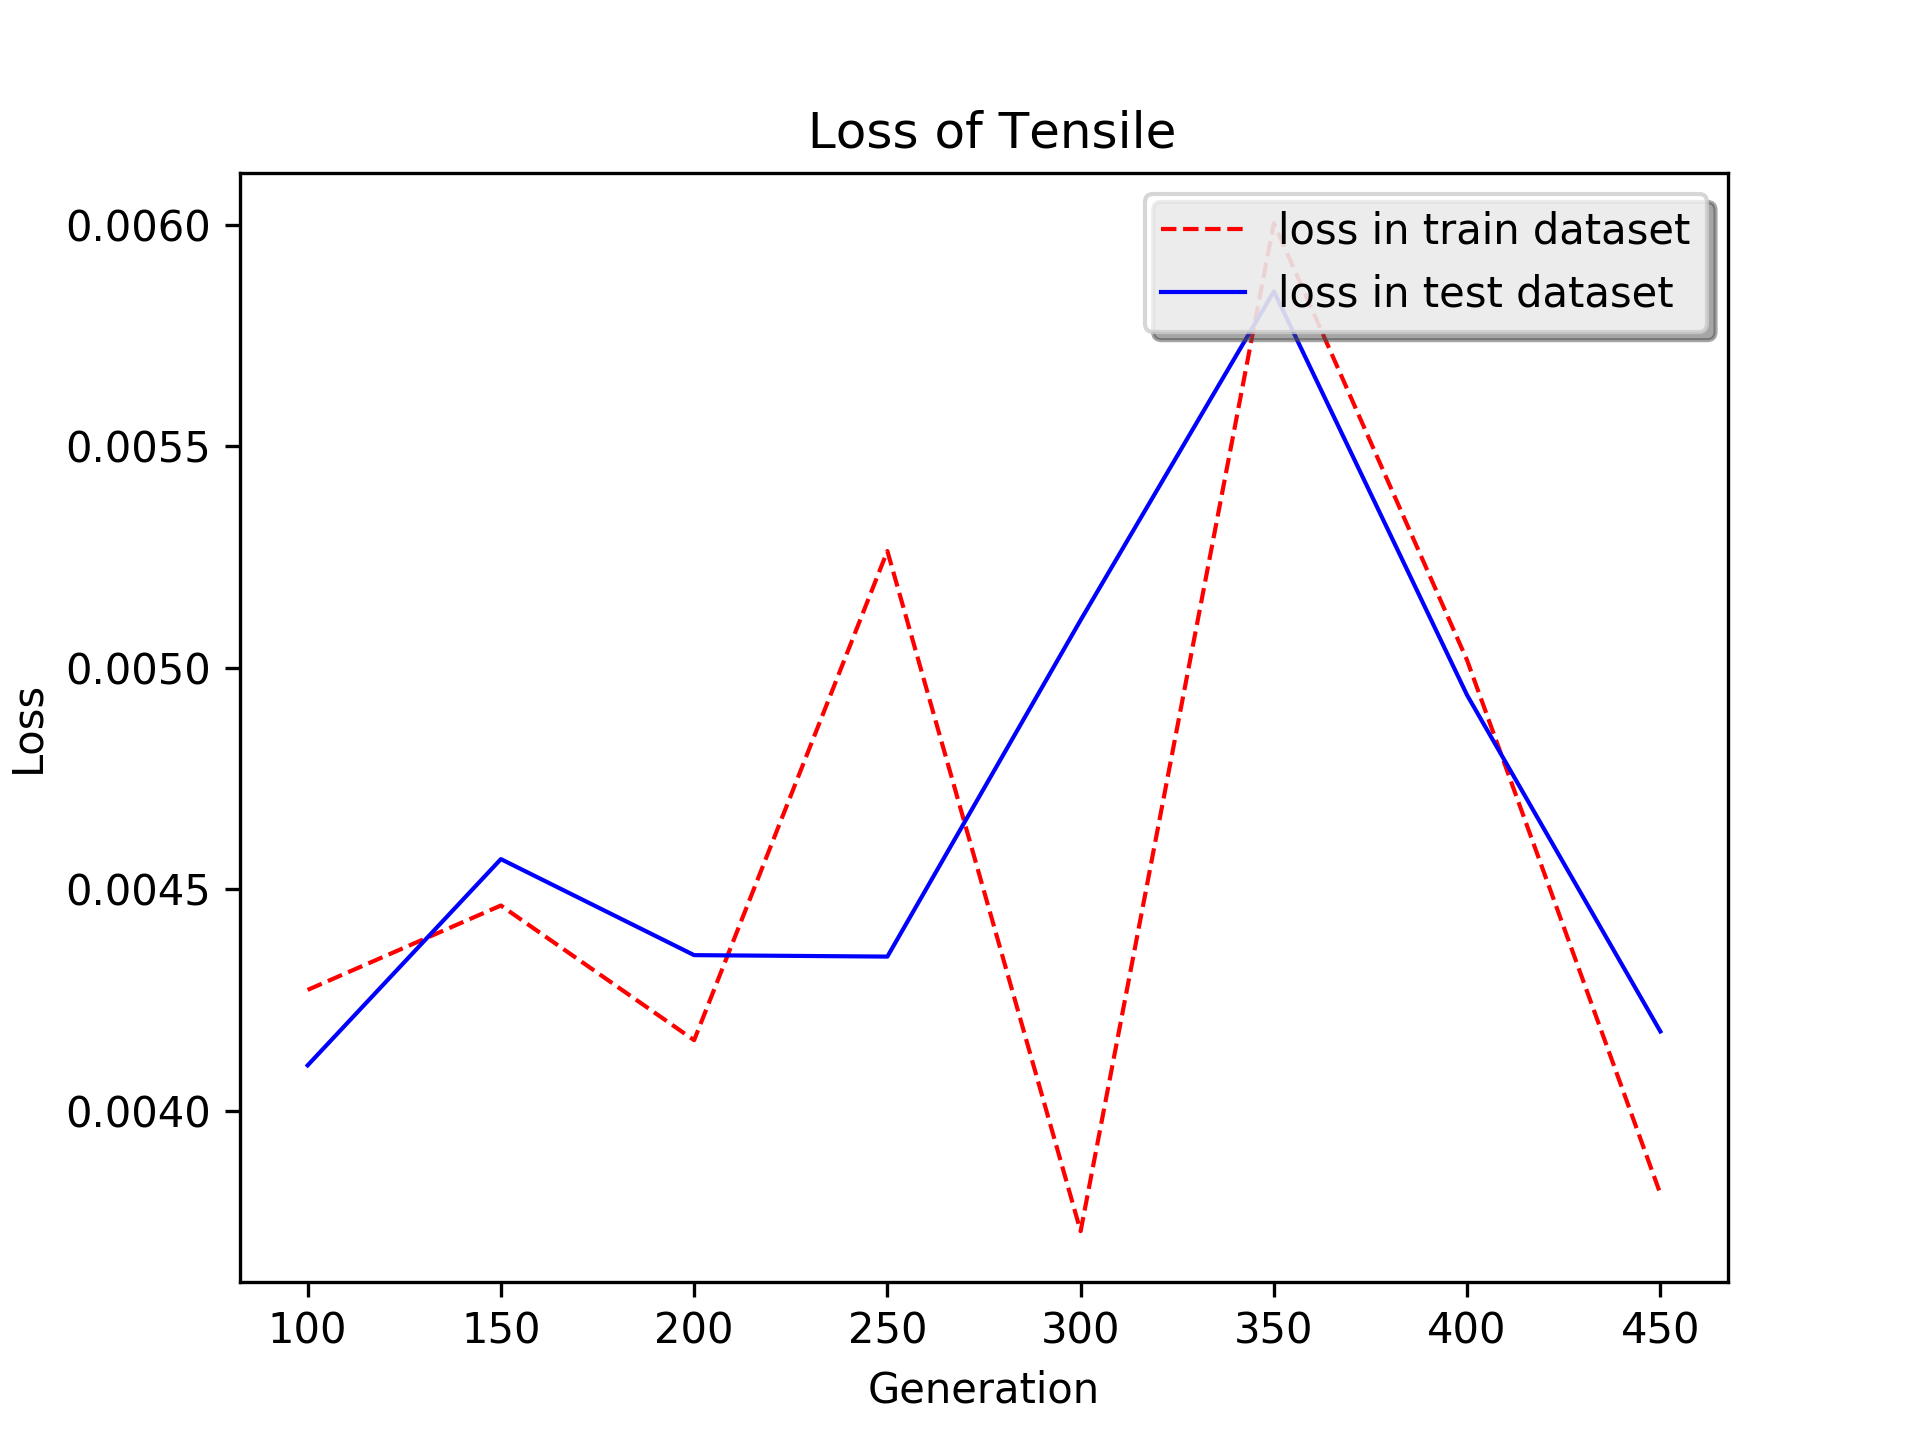 Loss of Tensile
loss in train dataset
loss in test dataset
0.0060
0.0055
0.0050
0.0045
0.0040
Loss
100 150 200 250 300 350 400 450
Generation